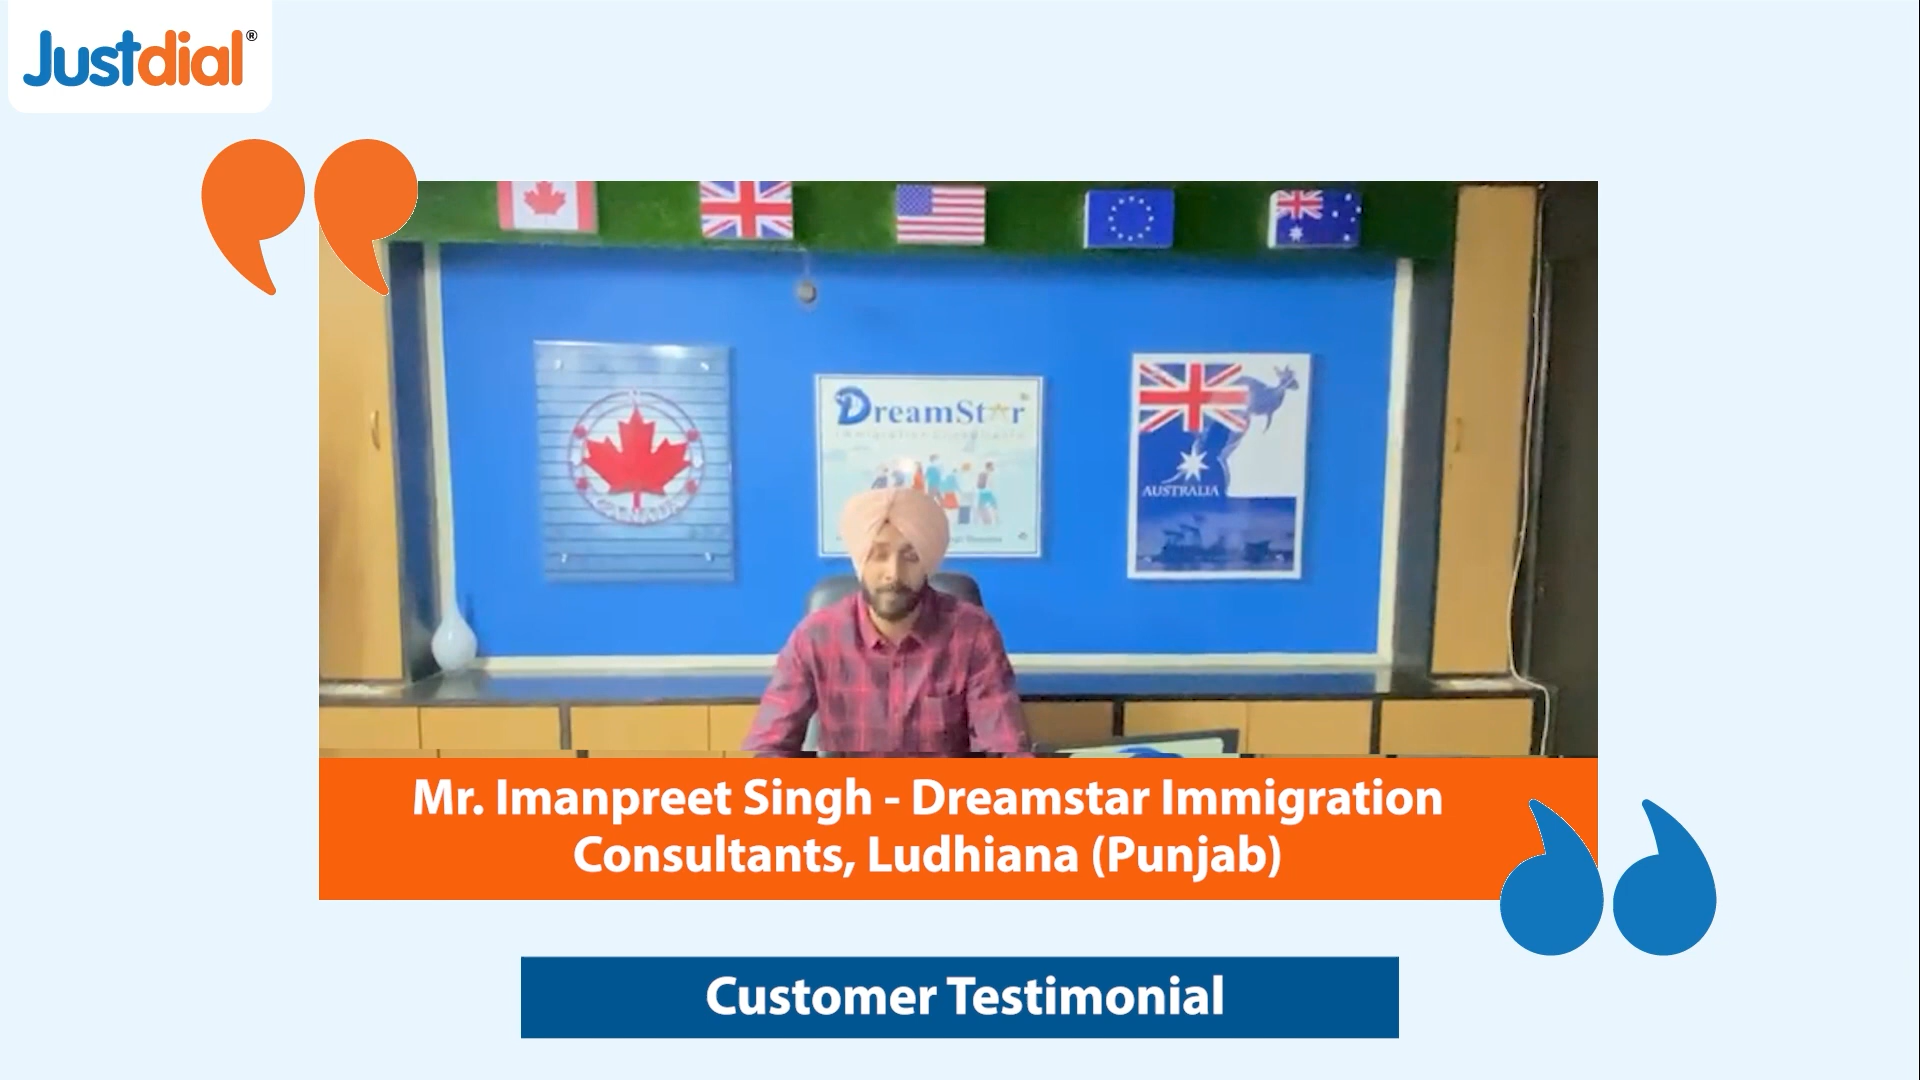 Justdial®
DreamStar
CANADA
AUSTRALIA
Mr. Imanpreet Singh - Dreamstar Immigration
Consultants, Ludhiana (Punjab)
Customer Testimonial